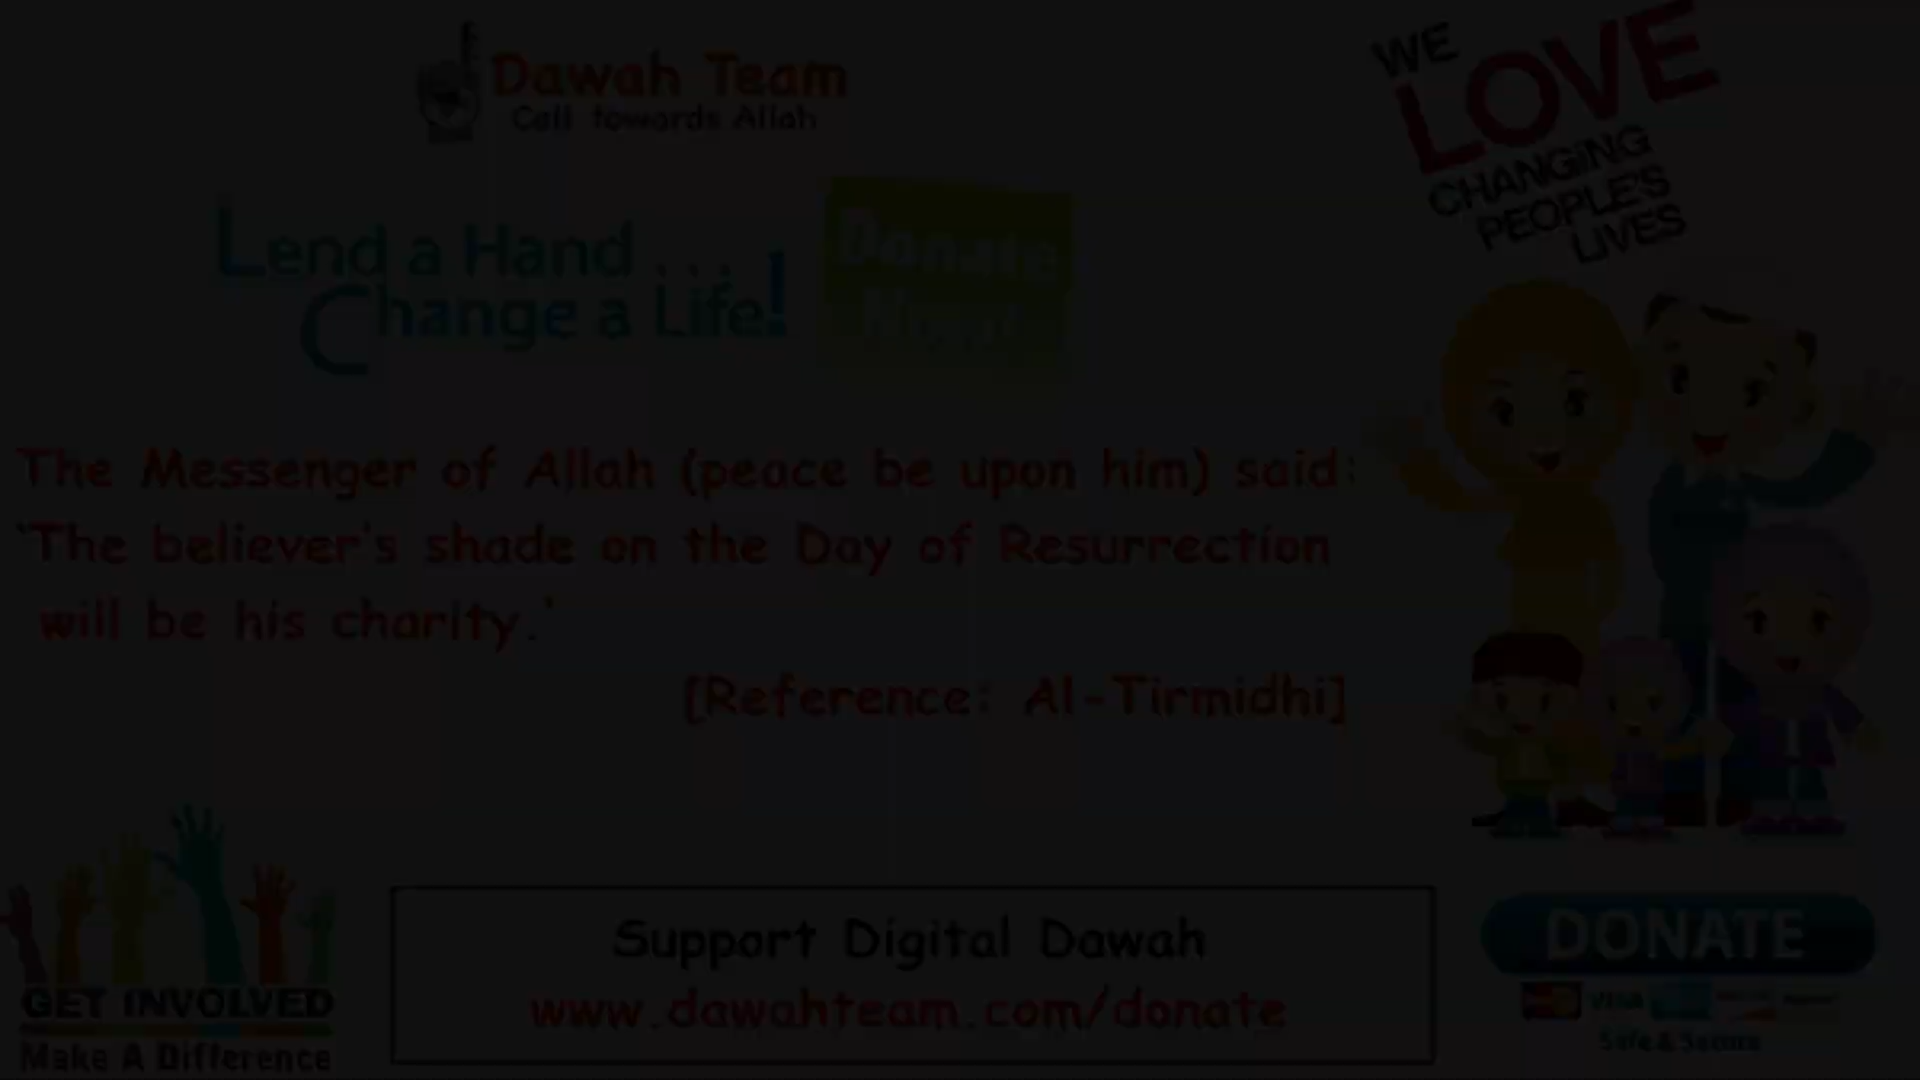 Dawah Team
Call towards Allah
WE
LOVE
CHANGING
PEOPLE'S
LIVES
Lend a Hand
Change a Life!
Donate
Now!
The Messenger of Allah (peace be upon him) said:
'The believer's shade on the Day of Resurrection
will be his charity.'
[Reference: Al-Tirmidhi]
GET INVOLVED
Make A Difference
Support Digital Dawah
www.dawahteam.com/donate
DONATE
VISA
Safe & Secure